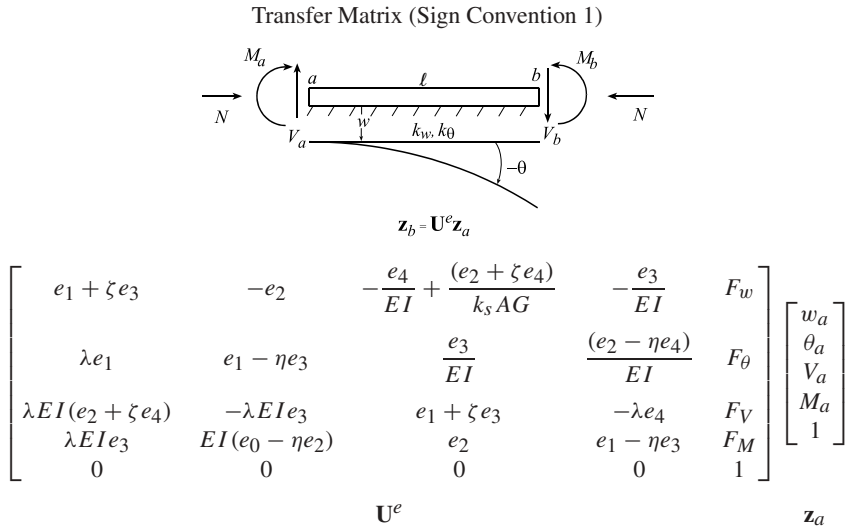 Transfer Matrix (Sign Convention 1)
M_a a ℓ b M_b
N V_a w k_w, k_θ V_b N
−θ
z_b = U^e z_a
e_1 + ζe_3   −e_2   −e_4/EI + (e_2 + ζe_4)/k_sAG   −e_3/EI   F_w   w_a
λe_1   e_1 − ηe_3   e_3/EI   (e_2 − ηe_4)/EI   F_θ   θ_a
λEI(e_2 + ζe_4)   −λEIe_3   e_1 + ζe_3   −λe_4   F_V   V_a
λEIe_3   EI(e_0 − ηe_2)   e_2   e_1 − ηe_3   F_M   M_a
0   0   0   0   1   1
U^e   z_a